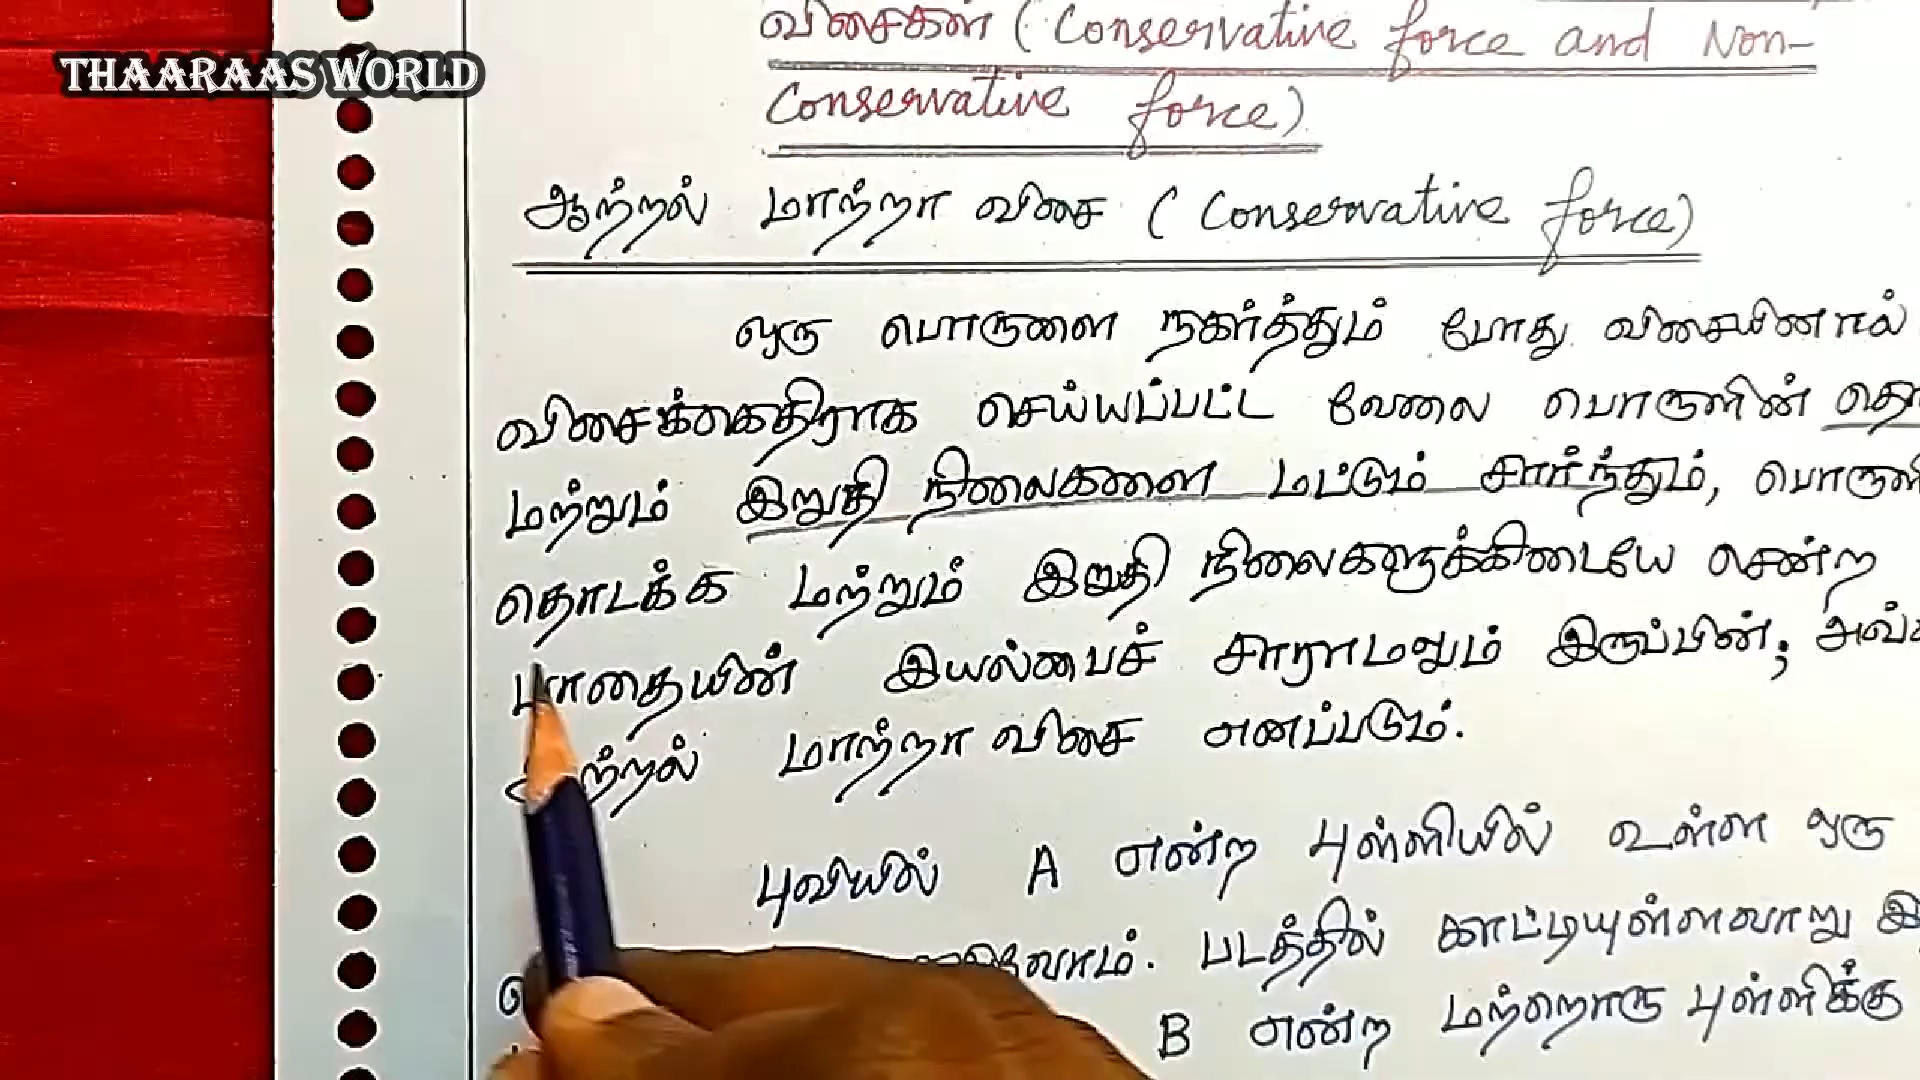 THAARAAS WORLD
விசைகள் (Conservative force and Non-
Conservative force)
ஆற்றல் மாற்றா விசை (Conservative force)
ஒரு பொருளை நகர்த்தும் போது விசையினால்
விசைக்கெதிராக செய்யப்பட்ட வேலை பொருளின்
மற்றும் இறுதி நிலைகளை மட்டும் சார்ந்தும்,
தொடக்க மற்றும் இறுதி நிலைகளுக்கிடையே சென்ற
பாதையின் இயல்பைச் சாராமலும் இருப்பின்;
மாற்றா விசை எனப்படும்.
புவியில் A என்ற புள்ளியில் உள்ள ஒரு
படத்தில் காட்டியுள்ளவாறு
B என்ற மற்றொரு புள்ளிக்கு